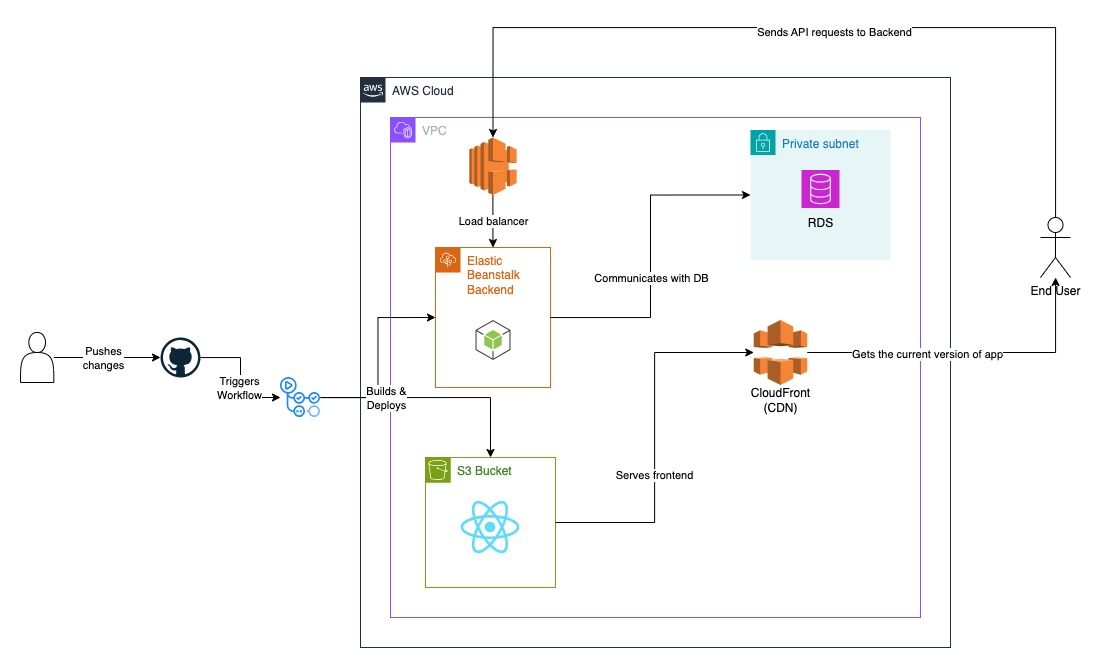 Sends API requests to Backend
aws
AWS Cloud
VPC
Private subnet
RDS
Load balancer
Elastic
Beanstalk
Backend
Communicates with DB
End User
Pushes
changes
Triggers
Workflow
Builds &
Deploys
Gets the current version of app
CloudFront
(CDN)
S3 Bucket
Serves frontend